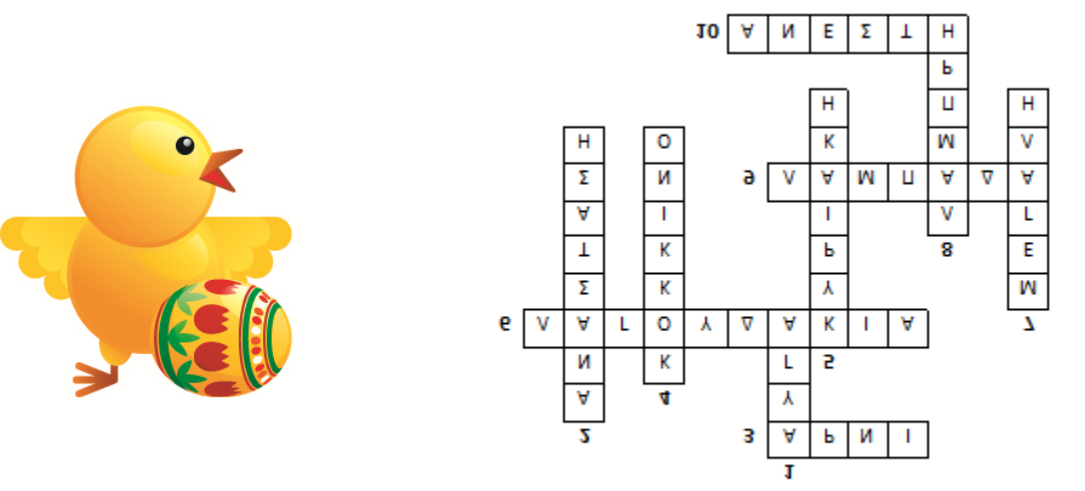 1 ΑΥΓΑ
2 ΑΝΑΣΤΑΣΗ
3 ΑΡΝΙ
4 ΚΟΚΚΙΝΟ
5 ΚΥΡΙΑΚΗ
6 ΛΑΓΟΥΔΑΚΙΑ
7 ΜΕΓΑΛΗ
8 ΛΑΜΠΡΗ
9 ΛΑΜΠΑΔΑ
10 ΑΝΕΣΤΗ